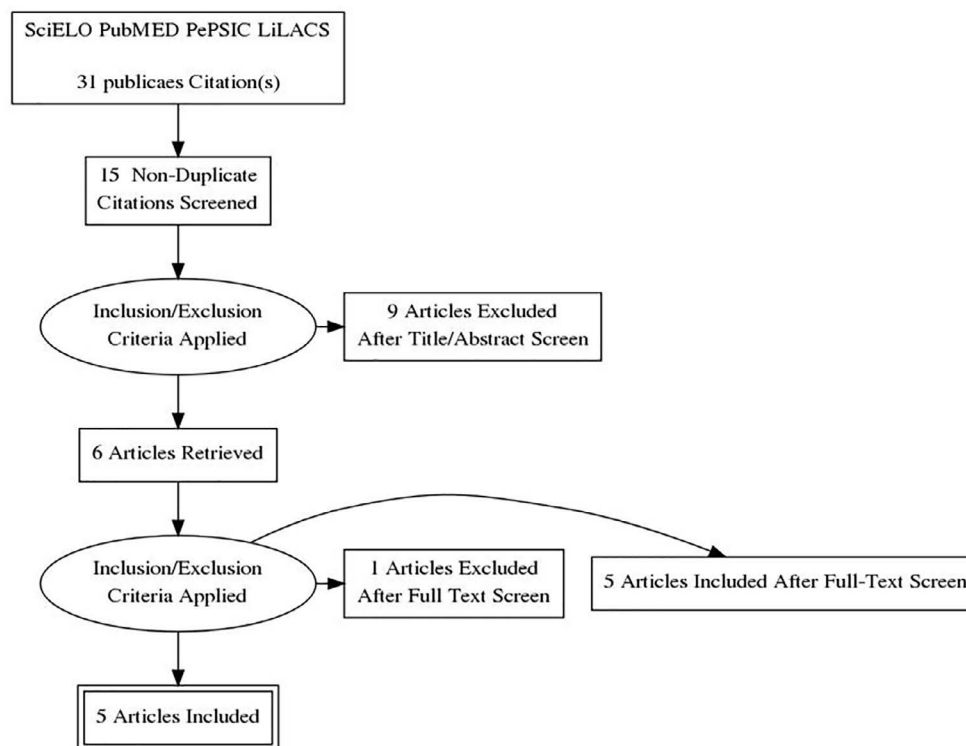 SciELO PubMED PePSIC LiLACS
31 publicaes Citation(s)
15 Non-Duplicate
Citations Screened
Inclusion/Exclusion
Criteria Applied
9 Articles Excluded
After Title/Abstract Screen
6 Articles Retrieved
Inclusion/Exclusion
Criteria Applied
1 Articles Excluded
After Full Text Screen
5 Articles Included After Full-Text Screen
5 Articles Included